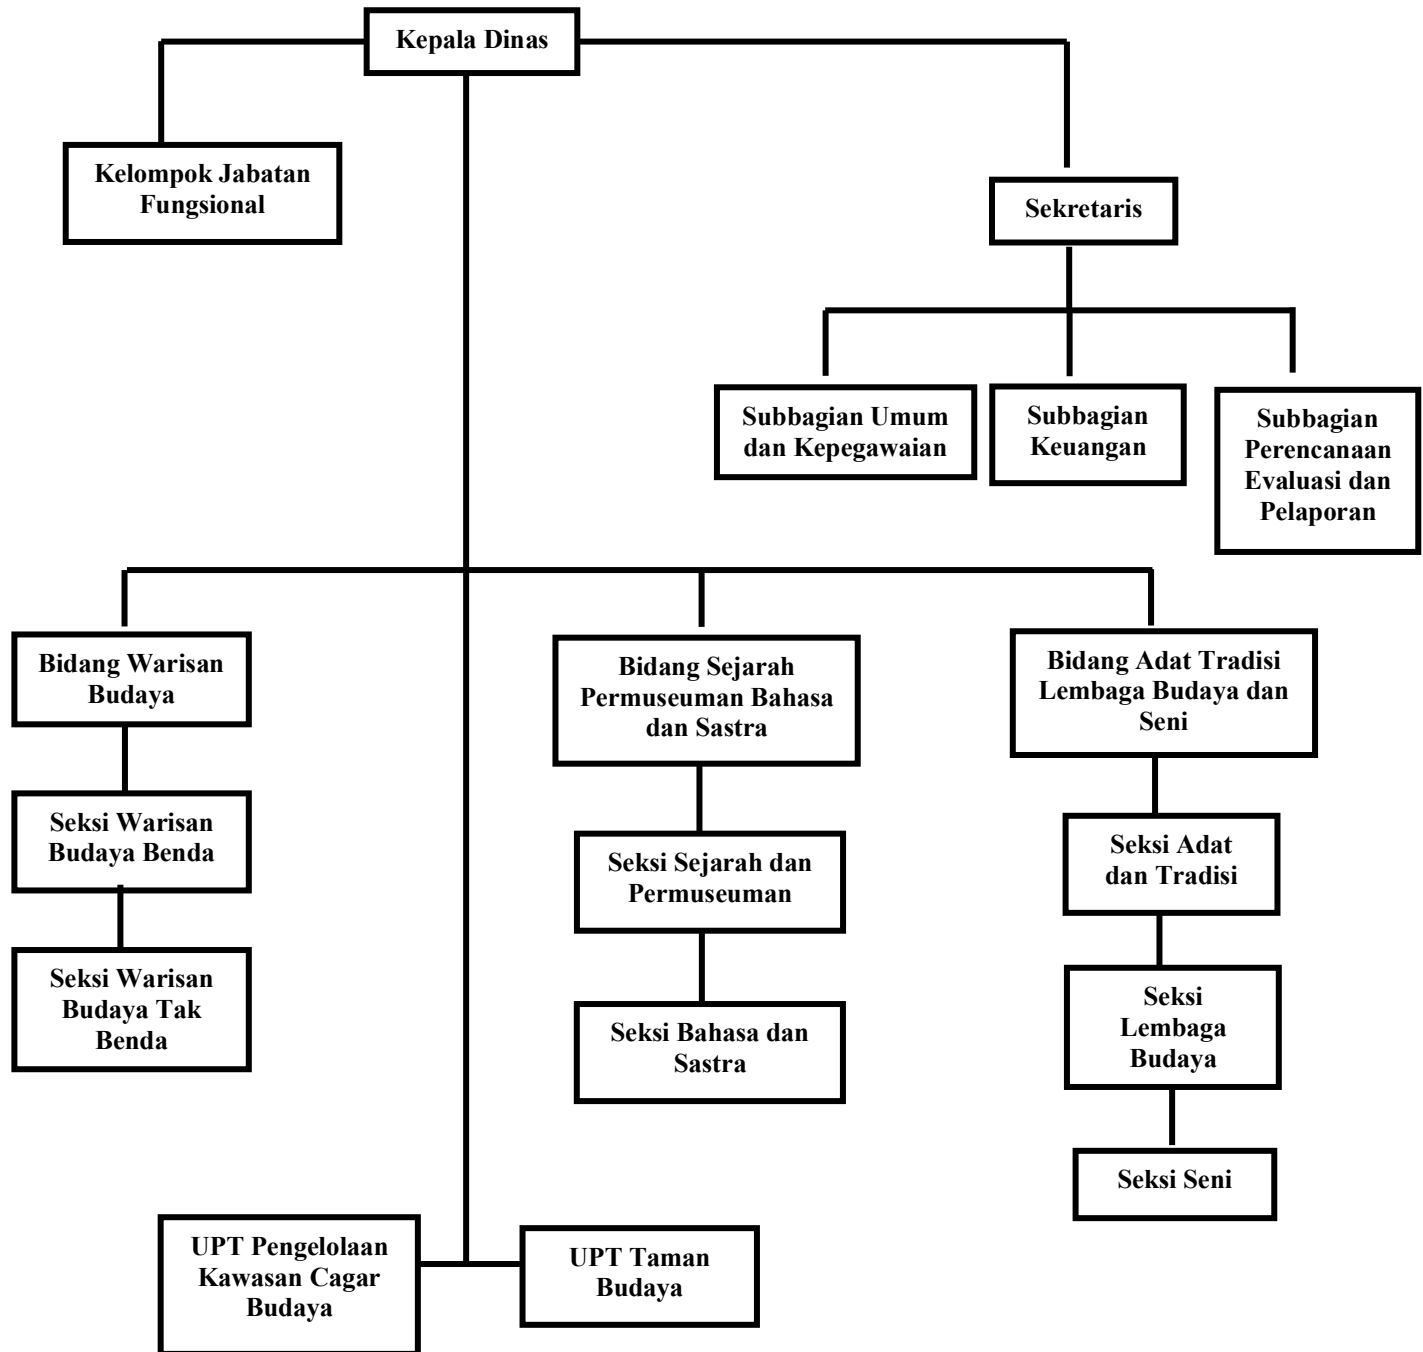 Kepala Dinas
Kelompok Jabatan
Fungsional
Sekretaris
Subbagian Umum
dan Kepegawaian
Subbagian
Keuangan
Subbagian
Perencanaan
Evaluasi dan
Pelaporan
Bidang Warisan
Budaya
Seksi Warisan
Budaya Benda
Seksi Warisan
Budaya Tak
Benda
Bidang Sejarah
Permuseuman Bahasa
dan Sastra
Seksi Sejarah dan
Permuseuman
Seksi Bahasa dan
Sastra
Bidang Adat Tradisi
Lembaga Budaya dan
Seni
Seksi Adat
dan Tradisi
Seksi
Lembaga
Budaya
Seksi Seni
UPT Pengelolaan
Kawasan Cagar
Budaya
UPT Taman
Budaya